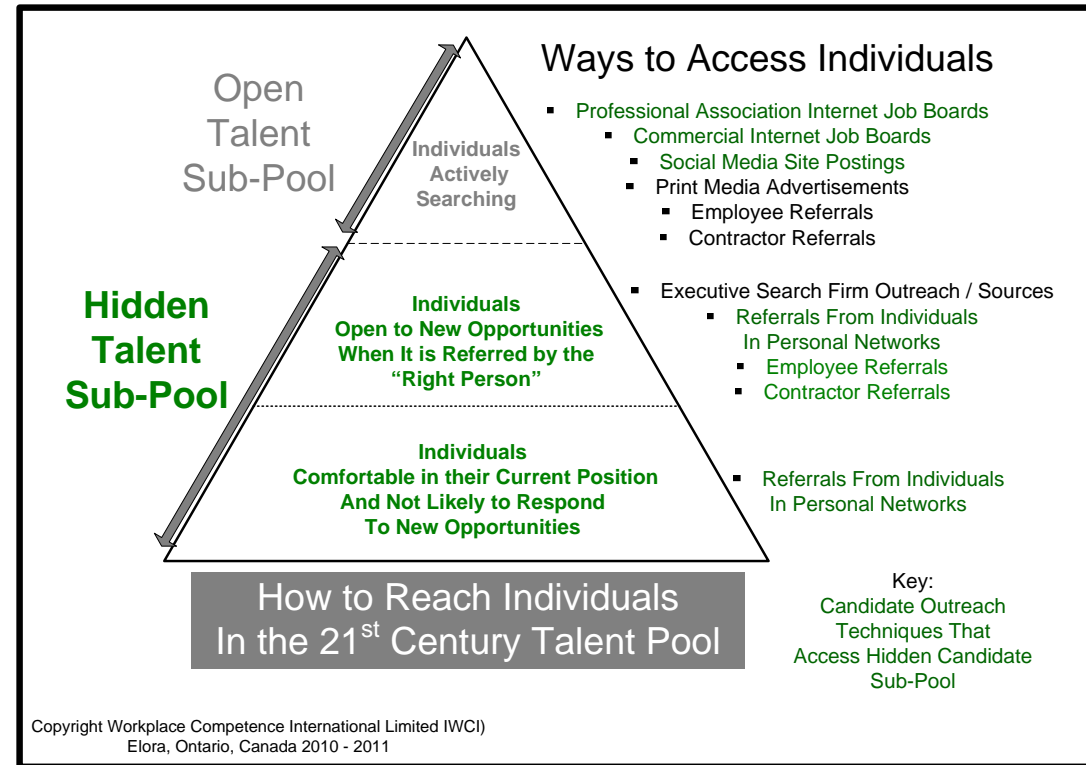 Open
Talent
Sub-Pool
Individuals
Actively
Searching
Ways to Access Individuals
▪ Professional Association Internet Job Boards
▪ Commercial Internet Job Boards
▪ Social Media Site Postings
▪ Print Media Advertisements
▪ Employee Referrals
▪ Contractor Referrals
Hidden
Talent
Sub-Pool
Individuals
Open to New Opportunities
When It is Referred by the
“Right Person”
▪ Executive Search Firm Outreach / Sources
▪ Referrals From Individuals
In Personal Networks
▪ Employee Referrals
▪ Contractor Referrals
Individuals
Comfortable in their Current Position
And Not Likely to Respond
To New Opportunities
▪ Referrals From Individuals
In Personal Networks
How to Reach Individuals
In the 21st Century Talent Pool
Key:
Candidate Outreach
Techniques That
Access Hidden Candidate
Sub-Pool
Copyright Workplace Competence International Limited IWCI)
Elora, Ontario, Canada 2010 - 2011